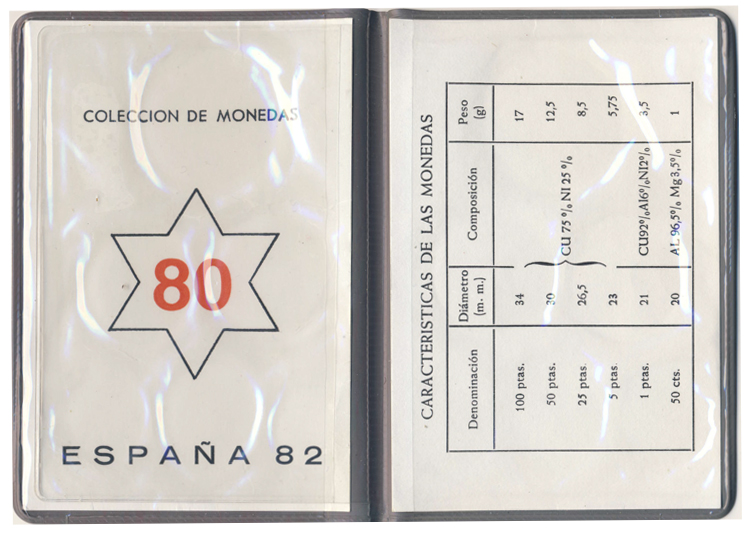 COLECCION DE MONEDAS
80
ESPAÑA 82
CARACTERISTICAS DE LAS MONEDAS
Denominación Diámetro (m. m.) Composición Peso (g)
100 ptas. 34 17
50 ptas. 30 12,5
25 ptas. 26,5 CU 75 % NI 25 % 8,5
5 ptas. 23 5,75
1 ptas. 21 CU92%Al6%NI2% 3,5
50 cts. 20 AL 96,5% Mg 3,5% 1